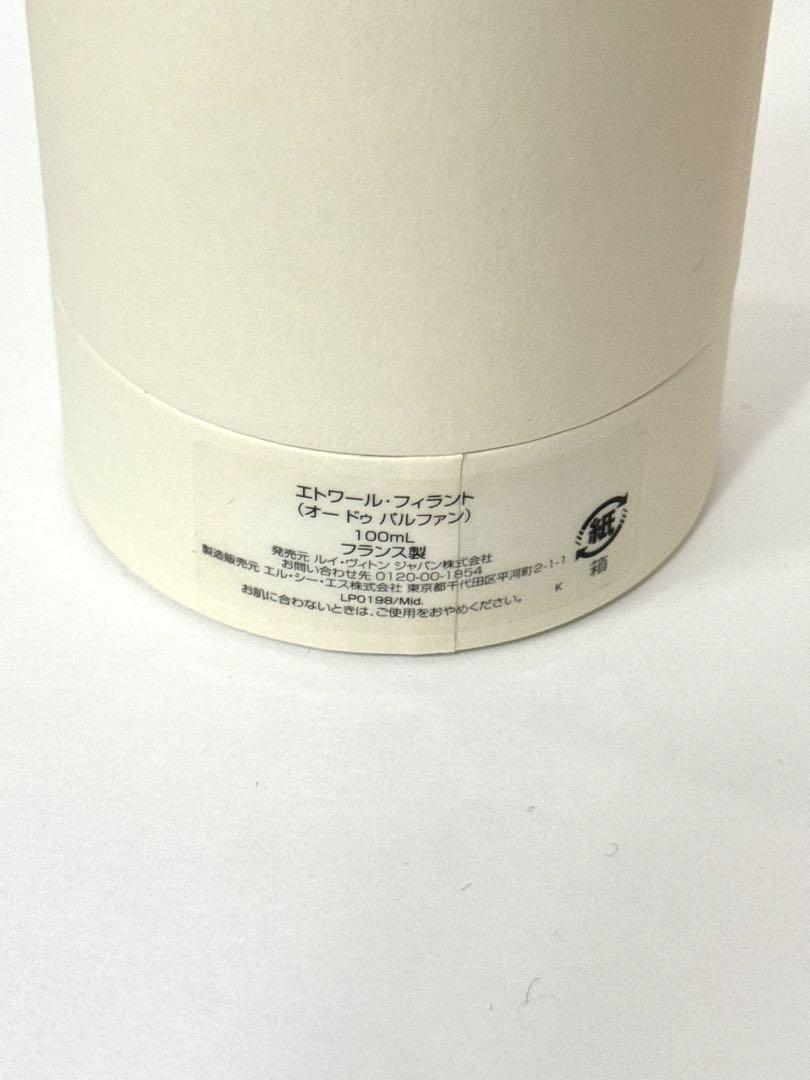 エトワール・フィラント
（オー ドゥ パルファン）
100mL
フランス製
発売元 ルイ・ヴィトン ジャパン株式会社
お問い合わせ先 0120-00-1854
製造販売元 エル・シー・エス株式会社 東京都千代田区平河町2-1-1
LP0198/Mid.
お肌に合わないときは、ご使用をおやめください。
K
紙
箱